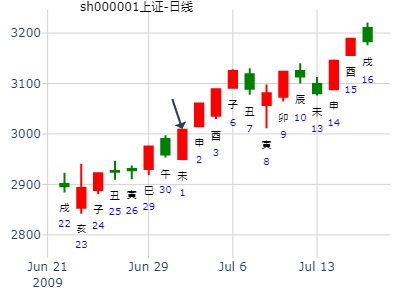 sh000001上证-日线
3200
3100
3000
2900
2800
戌
22
亥
23
子
24
丑
25
寅
26
巳
29
午
30
未
1
申
2
酉
3
子
6
丑
7
寅
8
卯
9
辰
10
未
13
申
14
酉
15
戌
16
Jun 21
2009
Jun 29
Jul 6
Jul 13